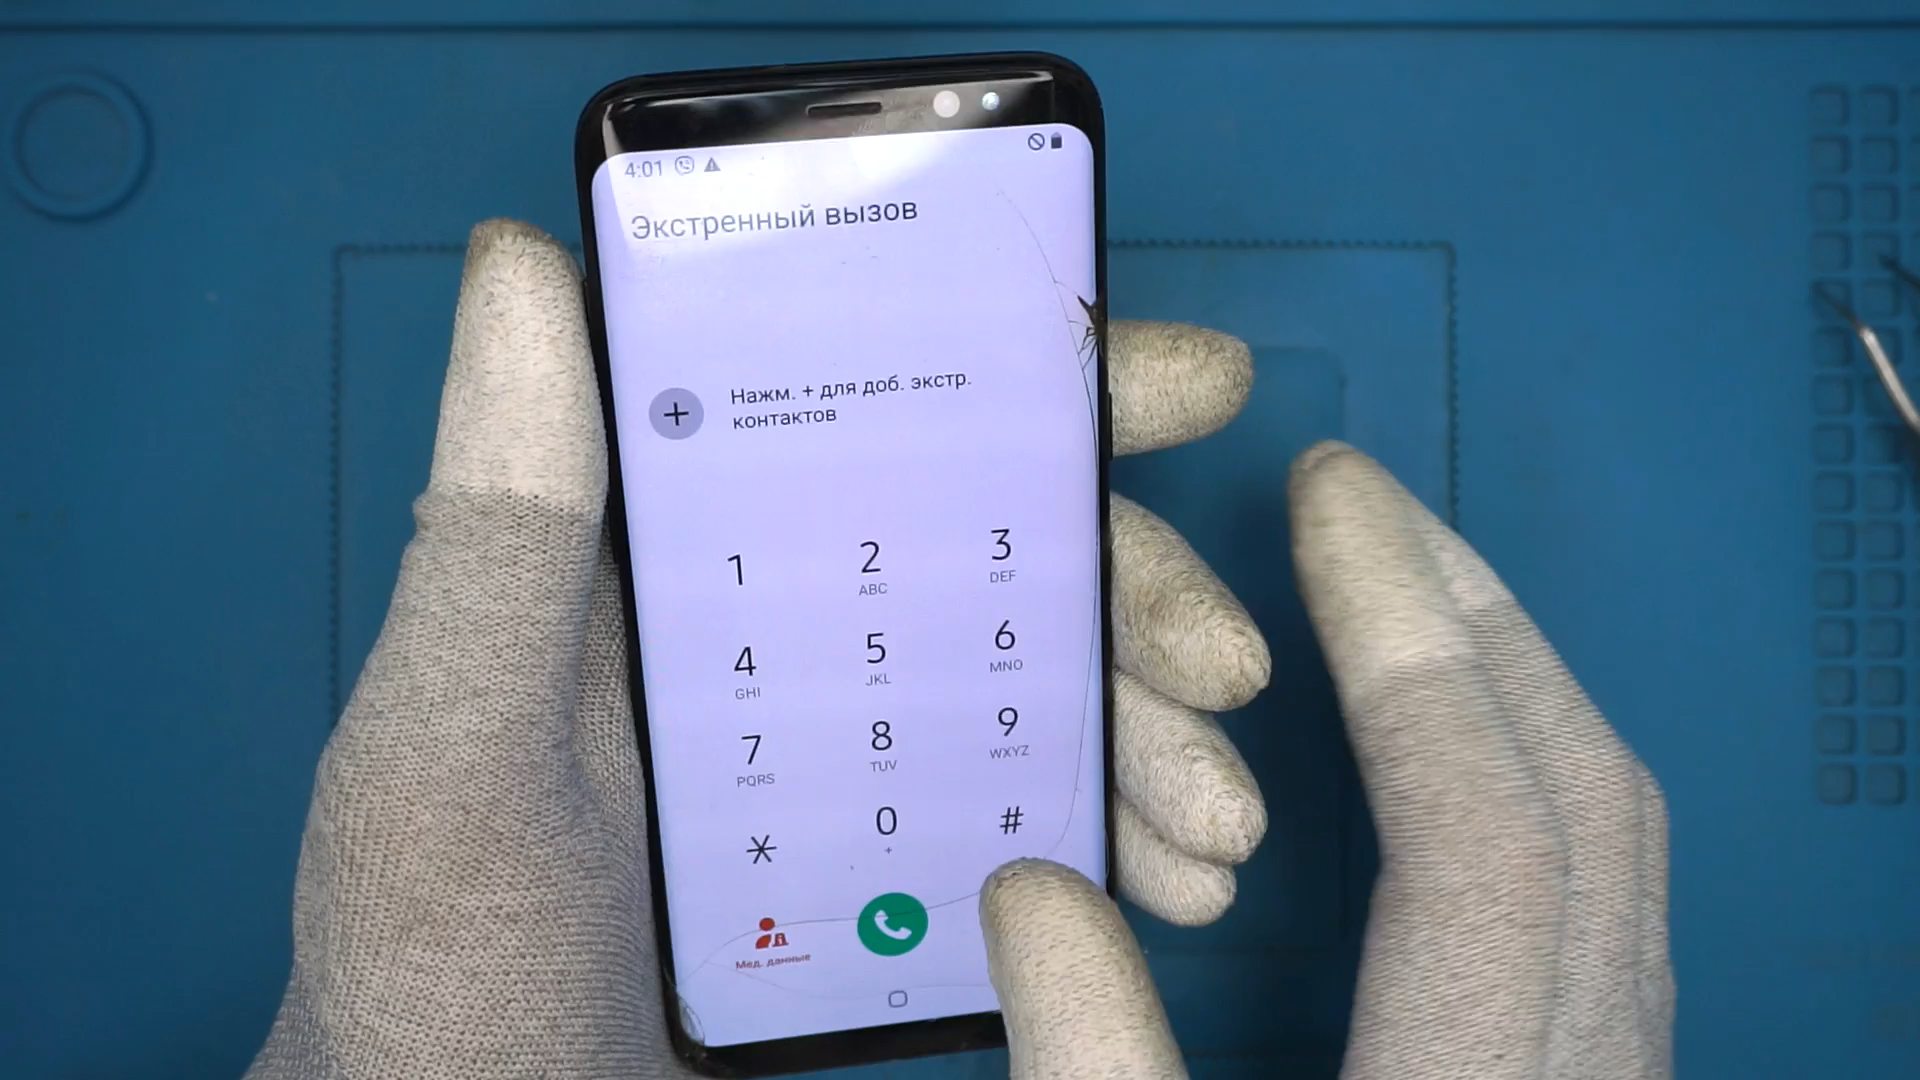 4:01
Экстренный вызов
+
Нажм. + для доб. экстр.
контактов
1 2 3
ABC DEF
4 5 6
GHI JKL MNO
7 8 9
PQRS TUV WXYZ
* 0 #
+
Мед. данные